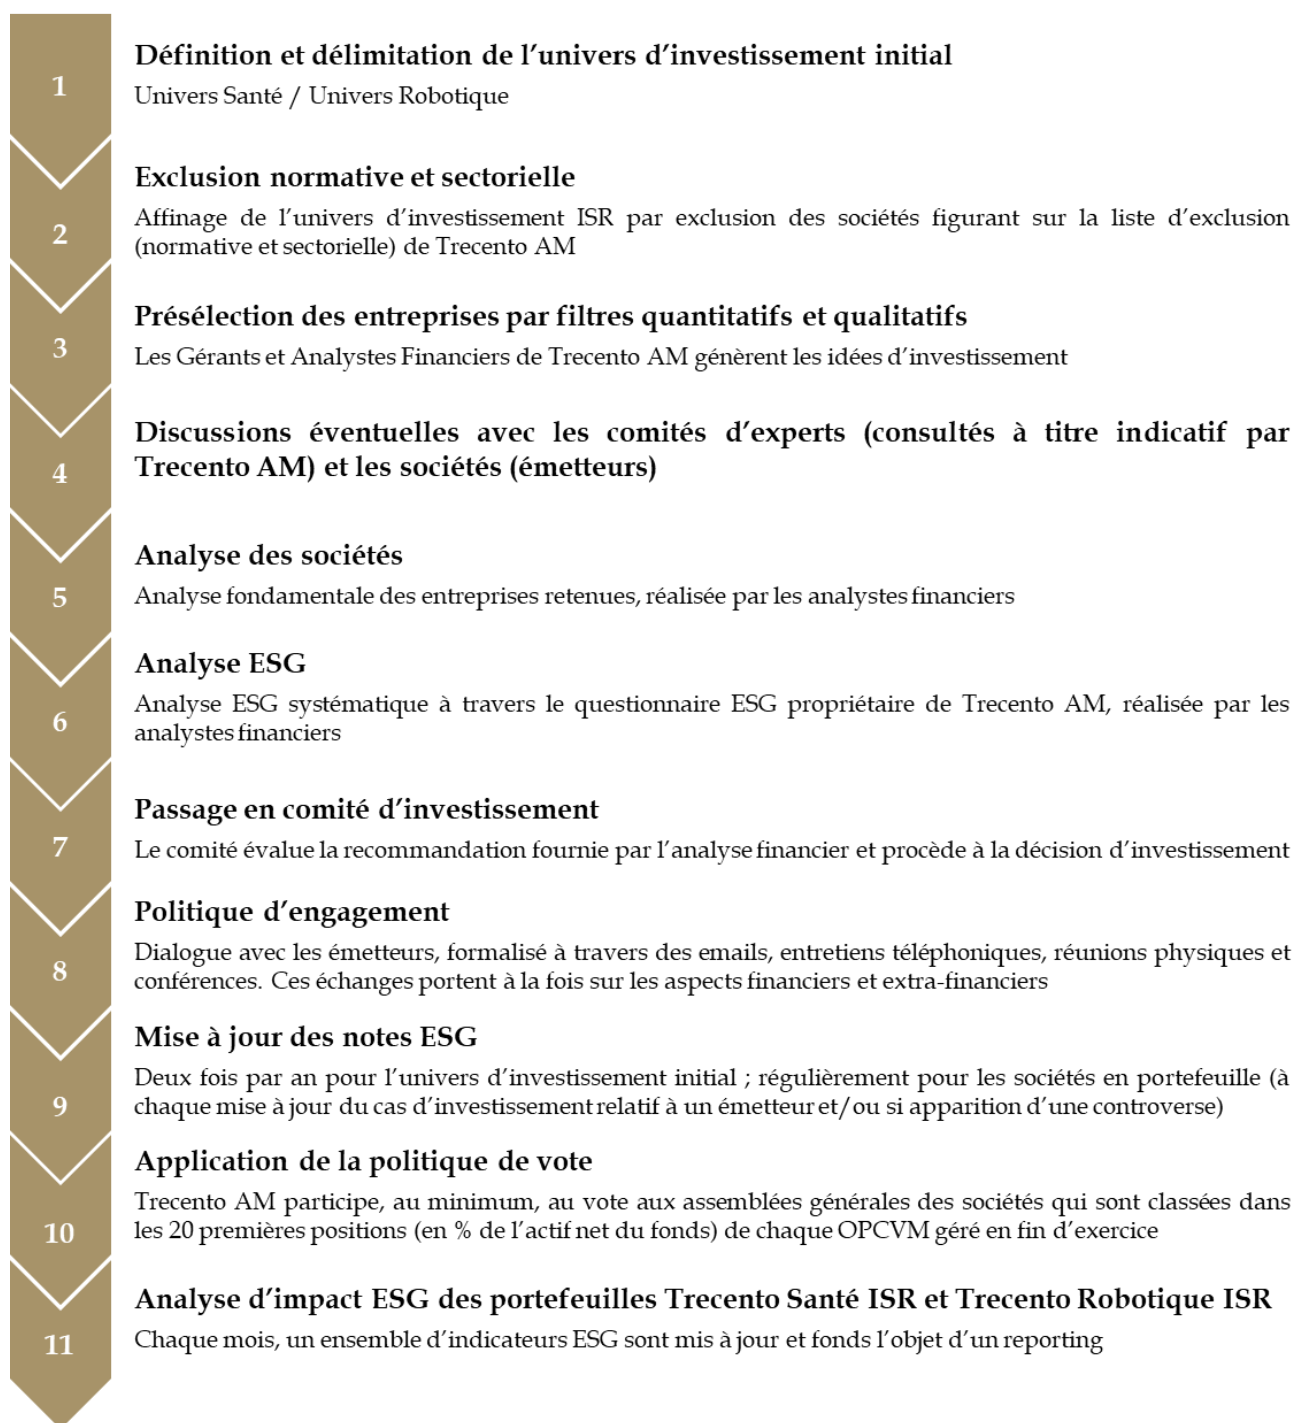 1
Définition et délimitation de l’univers d’investissement initial
Univers Santé / Univers Robotique
2
Exclusion normative et sectorielle
Affinage de l’univers d’investissement ISR par exclusion des sociétés figurant sur la liste d’exclusion
(normative et sectorielle) de Trecento AM
3
Présélection des entreprises par filtres quantitatifs et qualitatifs
Les Gérants et Analystes Financiers de Trecento AM génèrent les idées d’investissement
4
Discussions éventuelles avec les comités d’experts (consultés à titre indicatif par
Trecento AM) et les sociétés (émetteurs)
5
Analyse des sociétés
Analyse fondamentale des entreprises retenues, réalisée par les analystes financiers
6
Analyse ESG
Analyse ESG systématique à travers le questionnaire ESG propriétaire de Trecento AM, réalisée par les
analystes financiers
7
Passage en comité d’investissement
Le comité évalue la recommandation fournie par l’analyse financier et procède à la décision d’investissement
8
Politique d’engagement
Dialogue avec les émetteurs, formalisé à travers des emails, entretiens téléphoniques, réunions physiques et
conférences. Ces échanges portent à la fois sur les aspects financiers et extra-financiers
9
Mise à jour des notes ESG
Deux fois par an pour l’univers d’investissement initial ; régulièrement pour les sociétés en portefeuille (à
chaque mise à jour du cas d’investissement relatif à un émetteur et/ou si apparition d’une controverse)
10
Application de la politique de vote
Trecento AM participe, au minimum, au vote aux assemblées générales des sociétés qui sont classées dans
les 20 premières positions (en % de l’actif net du fonds) de chaque OPCVM géré en fin d’exercice
11
Analyse d’impact ESG des portefeuilles Trecento Santé ISR et Trecento Robotique ISR
Chaque mois, un ensemble d’indicateurs ESG sont mis à jour et fonds l’objet d’un reporting